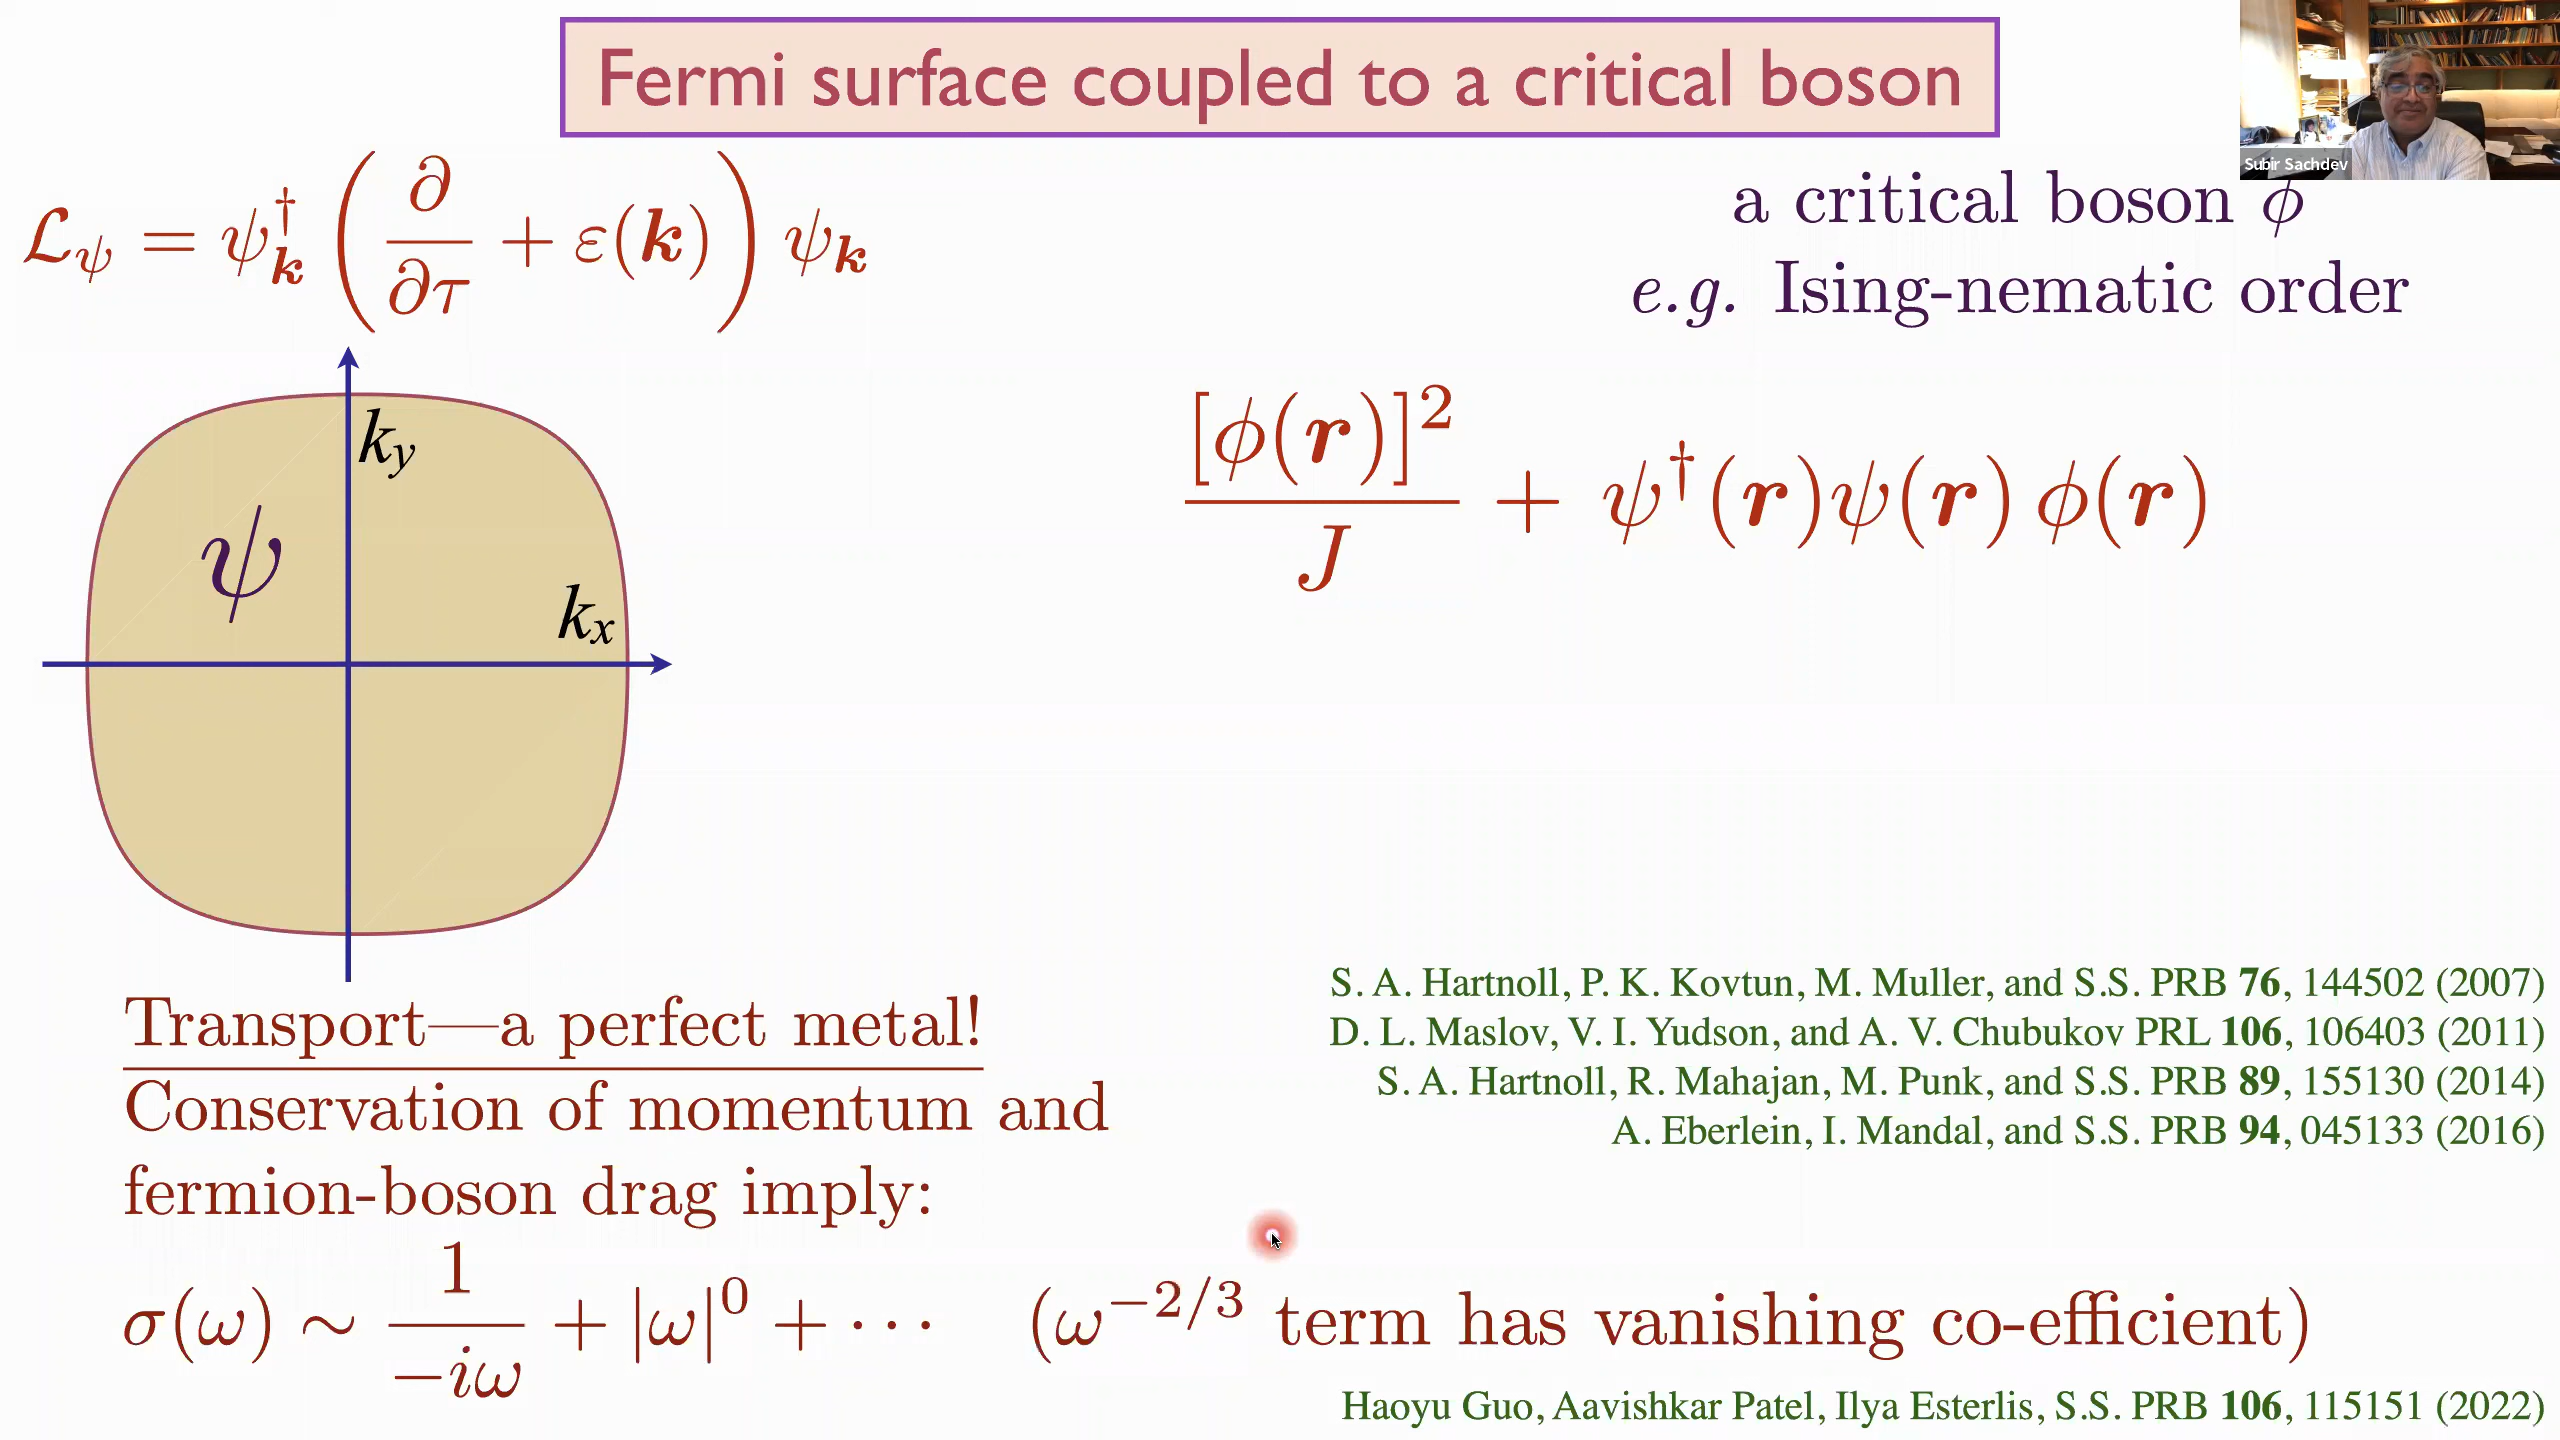 Fermi surface coupled to a critical boson
Subir Sachdev
ℒ_ψ = ψ†_𝒌 ( ∂/∂τ + ε(𝒌) ) ψ_𝒌
a critical boson ϕ
e.g. Ising-nematic order
k_y
ψ
k_x
[ϕ(𝒓)]²/J + ψ†(𝒓)ψ(𝒓) ϕ(𝒓)
S. A. Hartnoll, P. K. Kovtun, M. Muller, and S.S. PRB 76, 144502 (2007)
D. L. Maslov, V. I. Yudson, and A. V. Chubukov PRL 106, 106403 (2011)
S. A. Hartnoll, R. Mahajan, M. Punk, and S.S. PRB 89, 155130 (2014)
A. Eberlein, I. Mandal, and S.S. PRB 94, 045133 (2016)
Transport—a perfect metal!
Conservation of momentum and
fermion-boson drag imply:
σ(ω) ∼ 1/(−iω) + |ω|⁰ + ··· (ω^{−2/3} term has vanishing co-efficient)
Haoyu Guo, Aavishkar Patel, Ilya Esterlis, S.S. PRB 106, 115151 (2022)